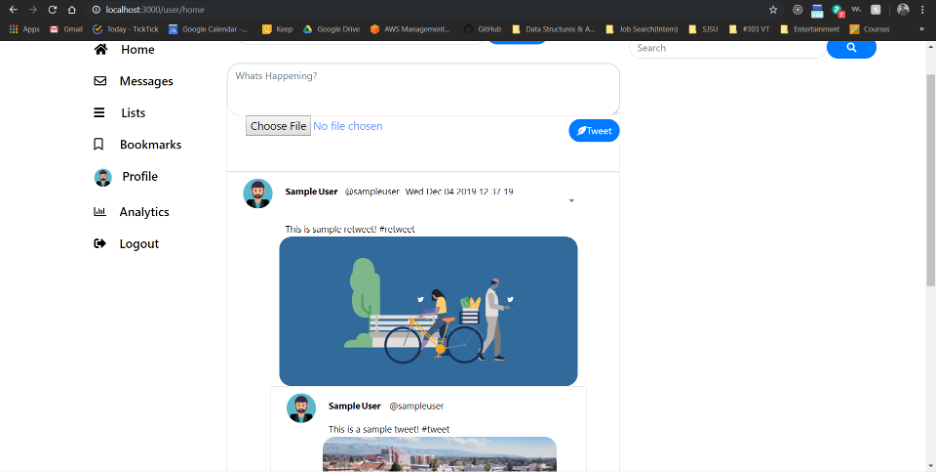 localhost:3000/user/home
Apps
Gmail
Today - TickTick
Google Calendar -...
Keep
Google Drive
AWS Management...
GitHub
Data Structures & A...
Job Search(Intern)
SJSU
#303 VT
Entertainment
Courses
»
Home
Messages
Lists
Bookmarks
Profile
Analytics
Logout
Whats Happening?
Choose File No file chosen
Tweet
Search
Sample User @sampleuser Wed Dec 04 2019 12:37:19
This is sample retweet! #retweet
Sample User @sampleuser
This is a sample tweet! #tweet